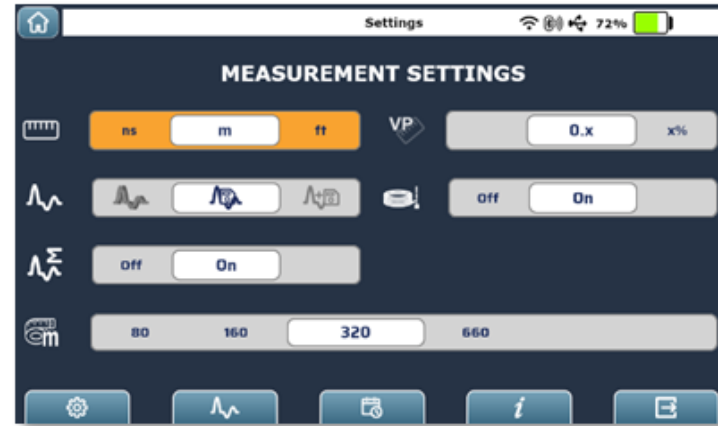 Settings 72%
MEASUREMENT SETTINGS
ns m ft VP 0.x x%
Off On
Off On
m 80 160 320 660
i